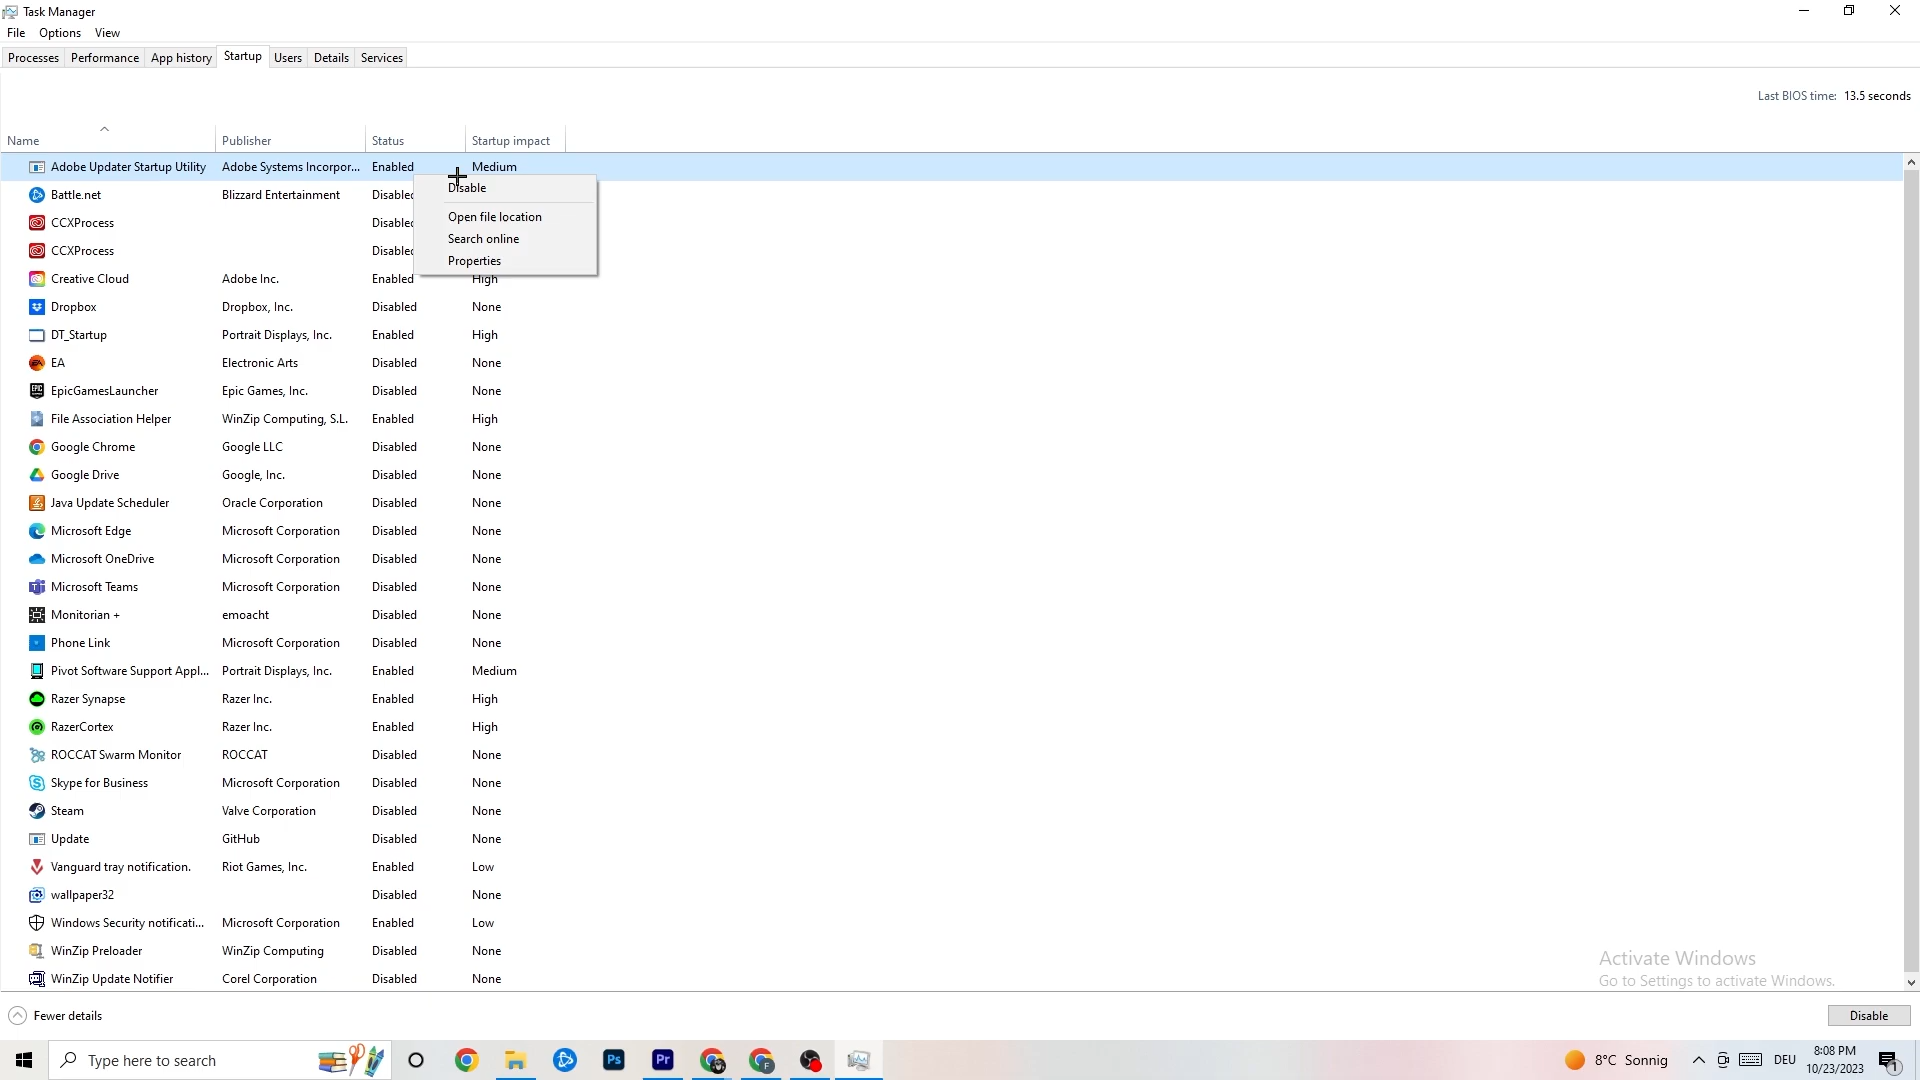 Task Manager
File Options View
Processes Performance App history Startup Users Details Services
Last BIOS time: 13.5 seconds
Name Publisher Status Startup impact
Adobe Updater Startup Utility Adobe Systems Incorpor... Enabled Medium
Disable
Battle.net Blizzard Entertainment Disabled
CCXProcess Disabled
Open file location
Search online
CCXProcess Disabled
Properties
Creative Cloud Adobe Inc. Enabled High
Dropbox Dropbox, Inc. Disabled None
DT_Startup Portrait Displays, Inc. Enabled High
EA Electronic Arts Disabled None
EpicGamesLauncher Epic Games, Inc. Disabled None
File Association Helper WinZip Computing, S.L. Enabled High
Google Chrome Google LLC Disabled None
Google Drive Google, Inc. Disabled None
Java Update Scheduler Oracle Corporation Disabled None
Microsoft Edge Microsoft Corporation Disabled None
Microsoft OneDrive Microsoft Corporation Disabled None
Microsoft Teams Microsoft Corporation Disabled None
Monitorian + emoacht Disabled None
Phone Link Microsoft Corporation Disabled None
Pivot Software Support Appl... Portrait Displays, Inc. Enabled Medium
Razer Synapse Razer Inc. Enabled High
RazerCortex Razer Inc. Enabled High
ROCCAT Swarm Monitor ROCCAT Disabled None
Skype for Business Microsoft Corporation Disabled None
Steam Valve Corporation Disabled None
Update GitHub Disabled None
Vanguard tray notification. Riot Games, Inc. Enabled Low
wallpaper32 Disabled None
Windows Security notificati... Microsoft Corporation Enabled Low
WinZip Preloader WinZip Computing Disabled None
WinZip Update Notifier Corel Corporation Disabled None
Activate Windows
Go to Settings to activate Windows.
Fewer details Disable
Type here to search
Ps Pr F
8°C Sonnig DEU 8:08 PM
10/23/2023 1